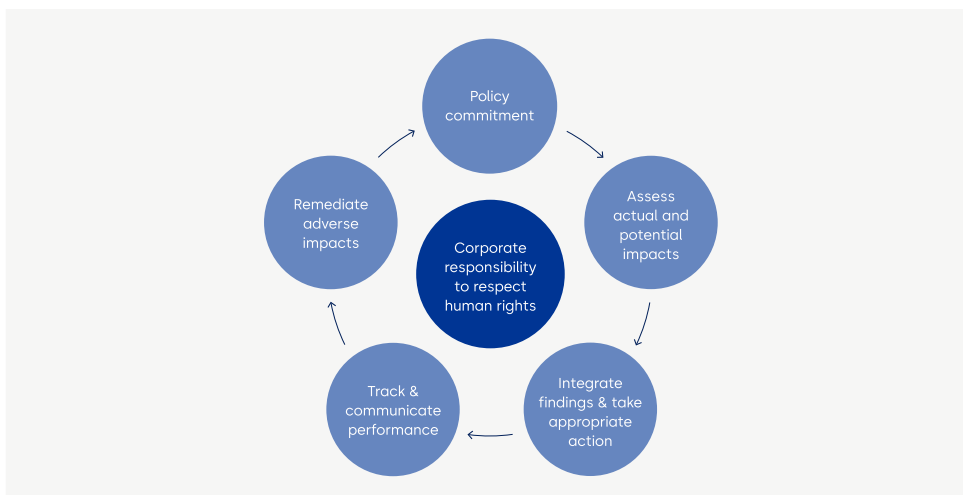 Policy
commitment
Assess
actual and
potential
impacts
Integrate
findings & take
appropriate
action
Track &
communicate
performance
Remediate
adverse
impacts
Corporate
responsibility
to respect
human rights